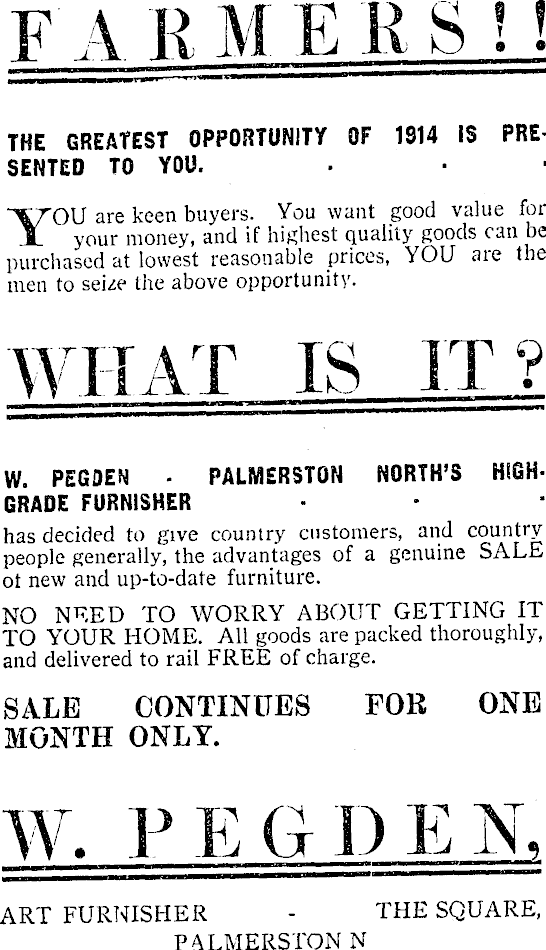 FARMERS!!
THE GREATEST OPPORTUNITY OF 1914 IS PRE-
SENTED TO YOU. . . .
YOU are keen buyers. You want good value for
your money, and if highest quality goods can be
purchased at lowest reasonable prices, YOU are the
men to seize the above opportunity.
WHAT IS IT?
W. PEGDEN - PALMERSTON NORTH'S HIGH-
GRADE FURNISHER . . .
has decided to give country customers, and country
people generally, the advantages of a genuine SALE
of new and up-to-date furniture.
NO NEED TO WORRY ABOUT GETTING IT
TO YOUR HOME. All goods are packed thoroughly,
and delivered to rail FREE of charge.
SALE CONTINUES FOR ONE
MONTH ONLY.
W. PEGDEN,
ART FURNISHER - THE SQUARE,
PALMERSTON N